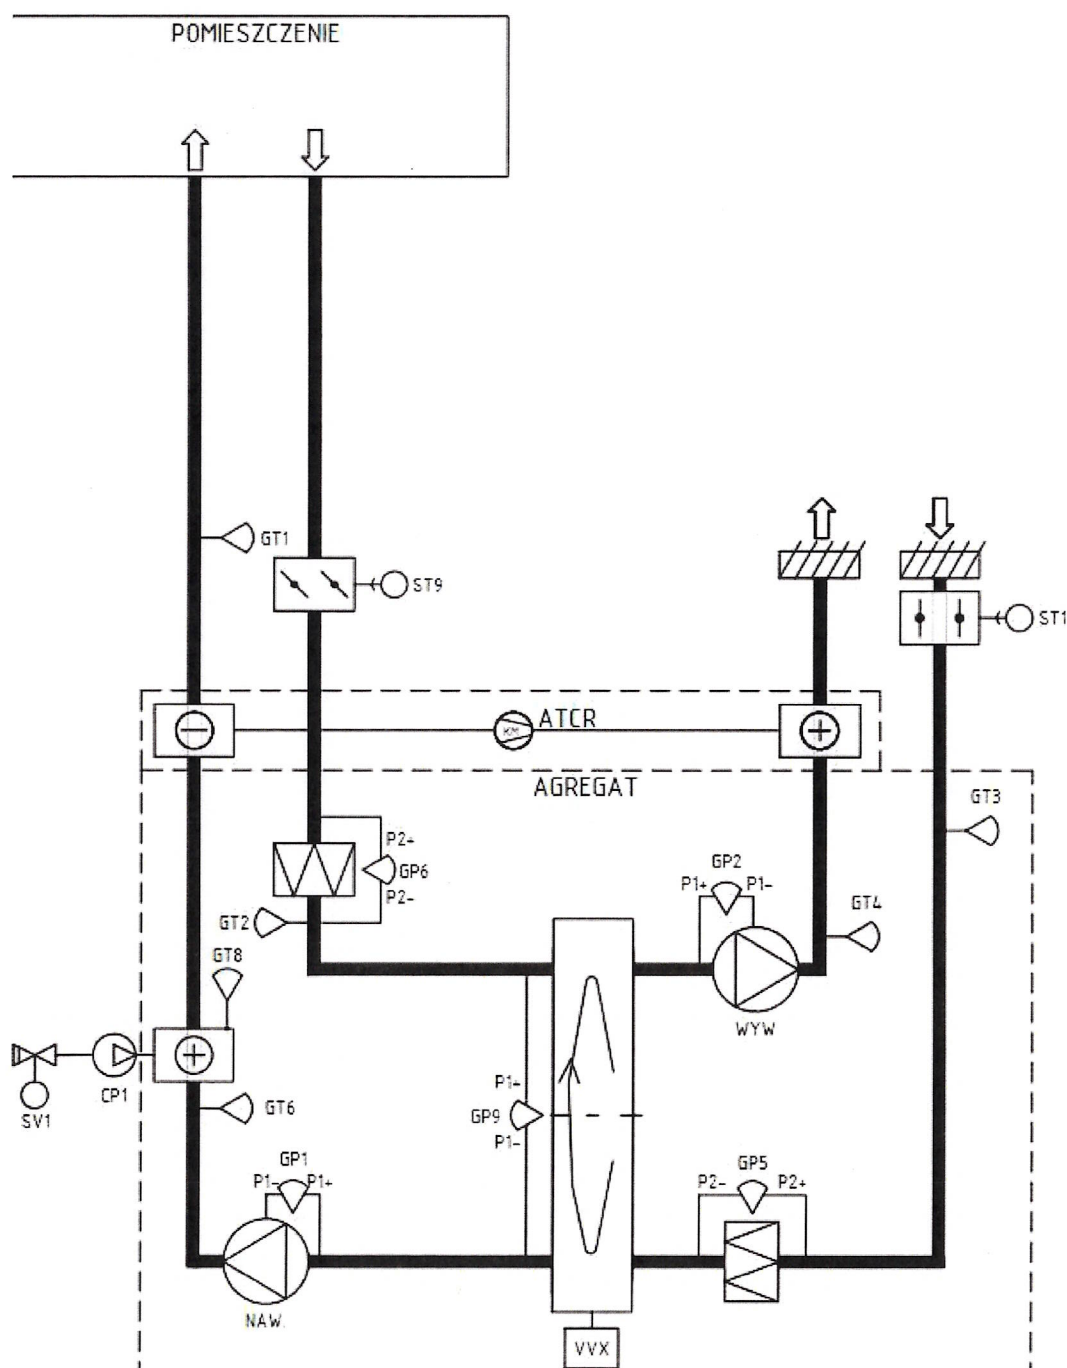 POMIESZCZENIE
GT1
ST9
ST1
ATCR
KM
AGREGAT
GT3
P2+
GP6
P2-
GP2
P1+
P1-
GT2
GT4
GT8
WYW
P1+
GP9
P1-
CP1
SV1
GT6
GP1
P1-
P1+
GP5
P2-
P2+
NAW.
VVX